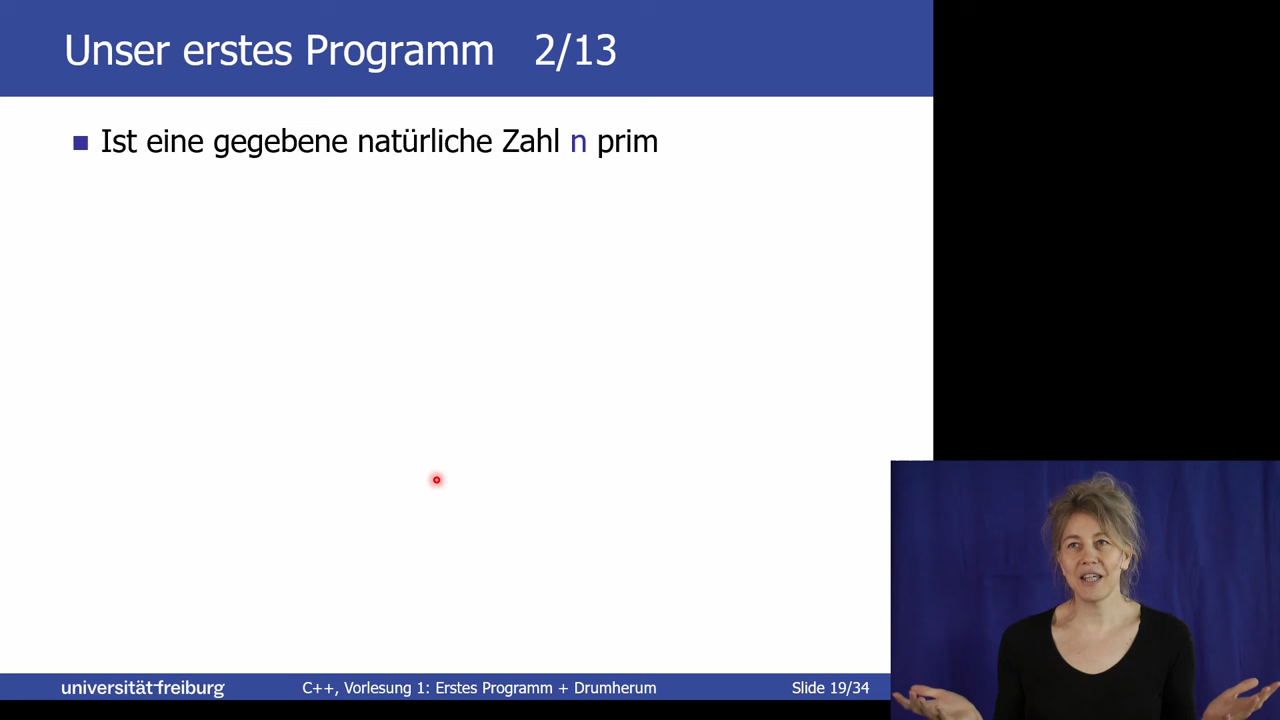 Unser erstes Programm 2/13
Ist eine gegebene natürliche Zahl n prim
universität freiburg
C++, Vorlesung 1: Erstes Programm + Drumherum
Slide 19/34